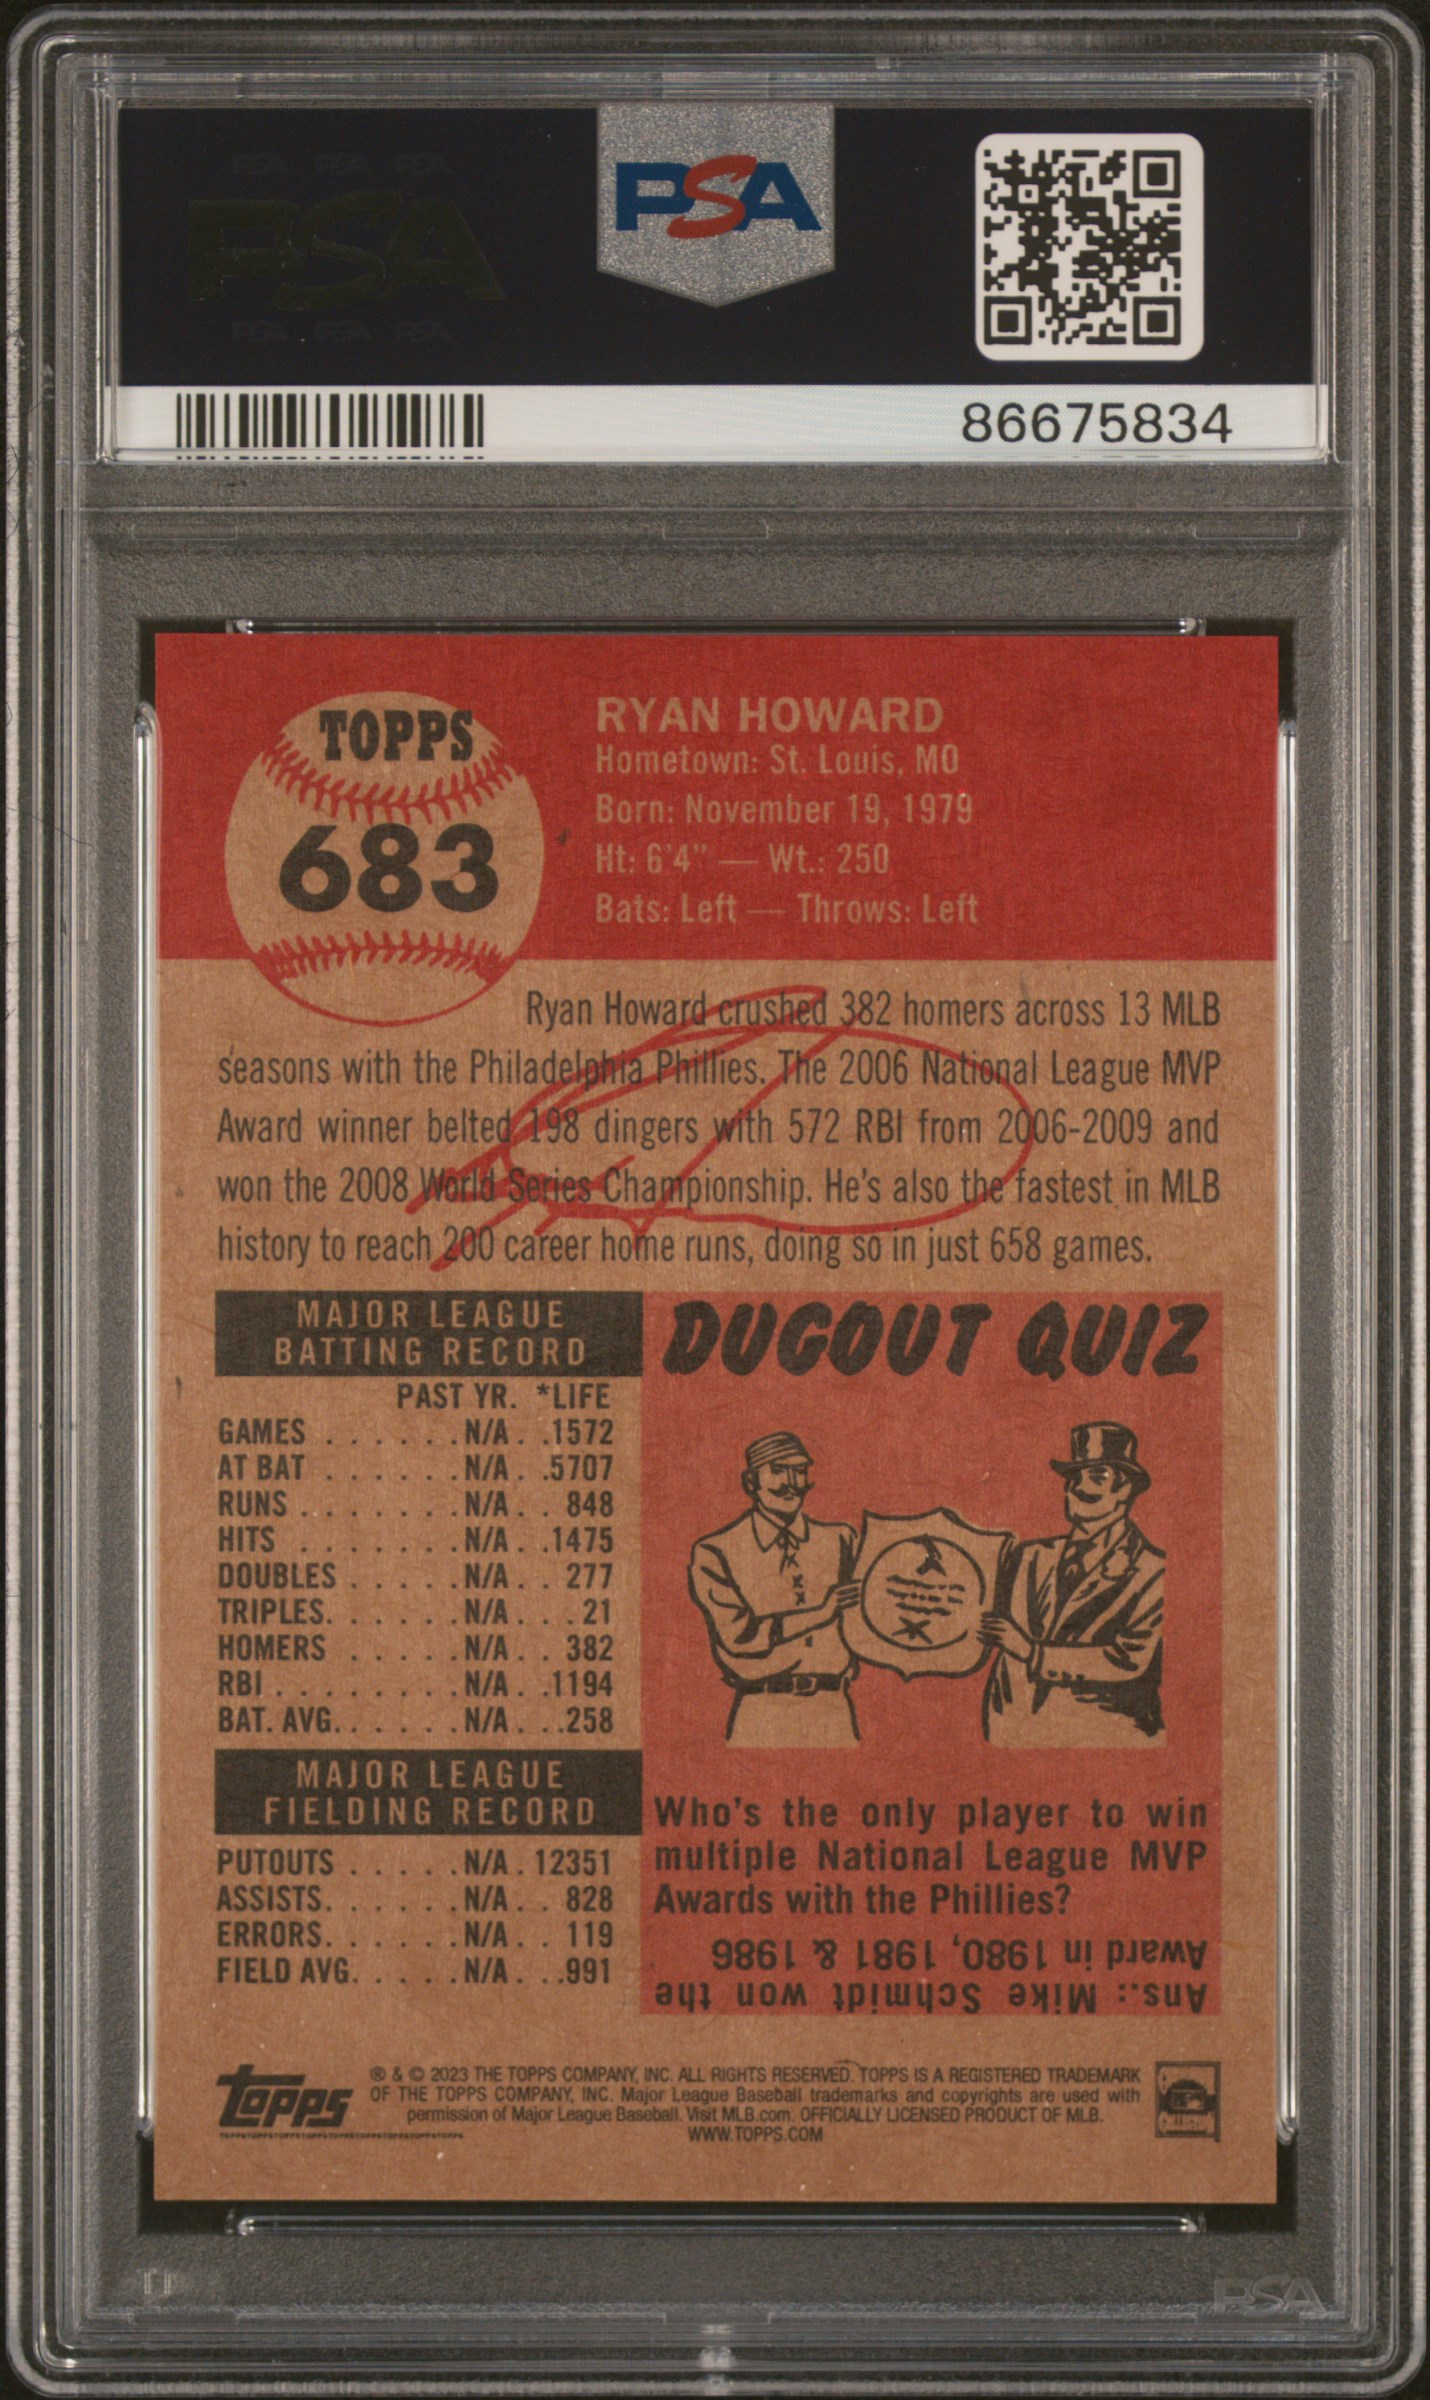 PSA
86675834
TOPPS
683
RYAN HOWARD
Hometown: St. Louis, MO
Born: November 19, 1979
Ht: 6'4" — Wt.: 250
Bats: Left — Throws: Left
Ryan Howard crushed 382 homers across 13 MLB
seasons with the Philadelphia Phillies. The 2006 National League MVP
Award winner belted 198 dingers with 572 RBI from 2006-2009 and
won the 2008 World Series Championship. He's also the fastest in MLB
history to reach 200 career home runs, doing so in just 658 games.
MAJOR LEAGUE
BATTING RECORD
PAST YR. *LIFE
GAMES . . . . . . N/A . .1572
AT BAT . . . . . . N/A . .5707
RUNS . . . . . . . N/A . . 848
HITS . . . . . . . N/A . .1475
DOUBLES . . . . . N/A . . 277
TRIPLES. . . . . . N/A . . . 21
HOMERS . . . . . N/A . . 382
RBI . . . . . . . . N/A . .1194
BAT. AVG. . . . . . N/A . . .258
MAJOR LEAGUE
FIELDING RECORD
PUTOUTS . . . . . N/A . 12351
ASSISTS. . . . . . N/A . . 828
ERRORS. . . . . . N/A . . 119
FIELD AVG. . . . . N/A . . .991
DUGOUT QUIZ
Who's the only player to win
multiple National League MVP
Awards with the Phillies?
Ans.: Mike Schmidt won the
Award in 1980, 1981 & 1986
topps
® & © 2023 THE TOPPS COMPANY, INC. ALL RIGHTS RESERVED. TOPPS IS A REGISTERED TRADEMARK
OF THE TOPPS COMPANY, INC. Major League Baseball trademarks and copyrights are used with
permission of Major League Baseball. Visit MLB.com. OFFICIALLY LICENSED PRODUCT OF MLB.
WWW.TOPPS.COM
PSA